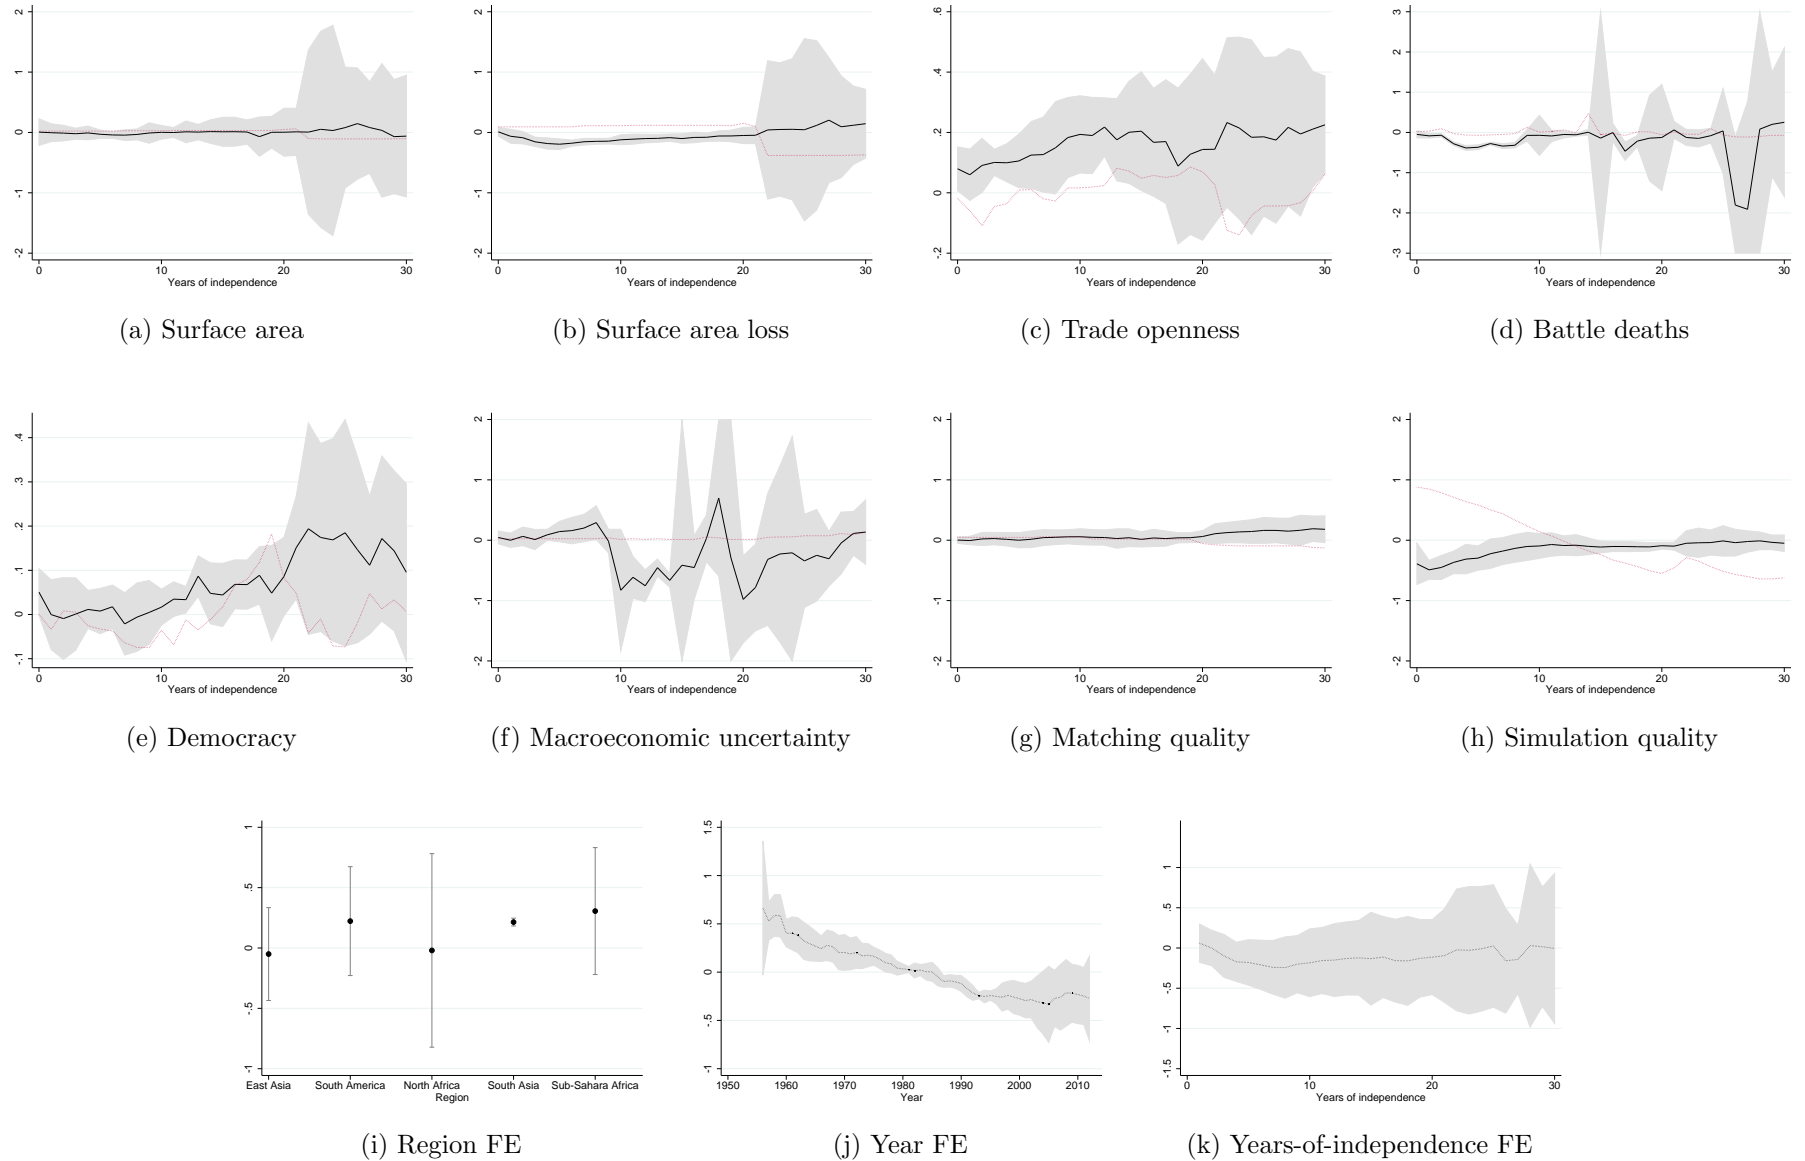 2
1
0
-1
-2
0 10 20 30
Years of independence
(a) Surface area
2
1
0
-1
-2
0 10 20 30
Years of independence
(b) Surface area loss
.6
.4
.2
0
-.2
0 10 20 30
Years of independence
(c) Trade openness
3
2
1
0
-1
-2
-3
0 10 20 30
Years of independence
(d) Battle deaths
.4
.3
.2
.1
0
-.1
0 10 20 30
Years of independence
(e) Democracy
2
1
0
-1
-2
0 10 20 30
Years of independence
(f) Macroeconomic uncertainty
2
1
0
-1
-2
0 10 20 30
Years of independence
(g) Matching quality
2
1
0
-1
-2
0 10 20 30
Years of independence
(h) Simulation quality
1
.5
0
-.5
-1
East Asia South America North Africa South Asia Sub-Sahara Africa
Region
(i) Region FE
1.5
1
.5
0
-.5
-1
1950 1960 1970 1980 1990 2000 2010
Year
(j) Year FE
1
.5
0
-.5
-1
-1.5
0 10 20 30
Years of independence
(k) Years-of-independence FE